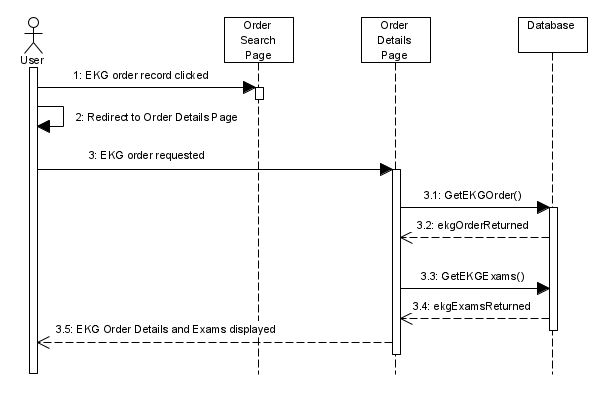 Order
Search
Page
Order
Details
Page
Database
User
1: EKG order record clicked
2: Redirect to Order Details Page
3: EKG order requested
3.1: GetEKGOrder()
3.2: ekgOrderReturned
3.3: GetEKGExams()
3.4: ekgExamsReturned
3.5: EKG Order Details and Exams displayed